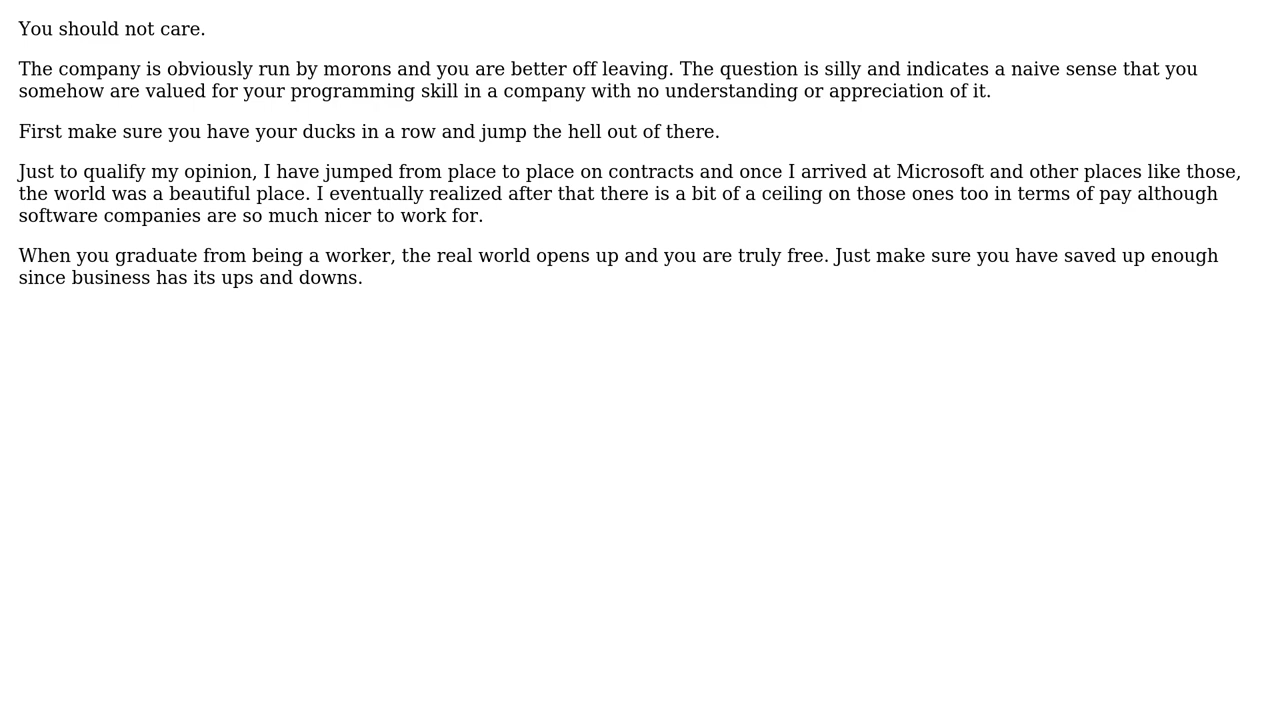 You should not care.
The company is obviously run by morons and you are better off leaving. The question is silly and indicates a naive sense that you
somehow are valued for your programming skill in a company with no understanding or appreciation of it.
First make sure you have your ducks in a row and jump the hell out of there.
Just to qualify my opinion, I have jumped from place to place on contracts and once I arrived at Microsoft and other places like those,
the world was a beautiful place. I eventually realized after that there is a bit of a ceiling on those ones too in terms of pay although
software companies are so much nicer to work for.
When you graduate from being a worker, the real world opens up and you are truly free. Just make sure you have saved up enough
since business has its ups and downs.